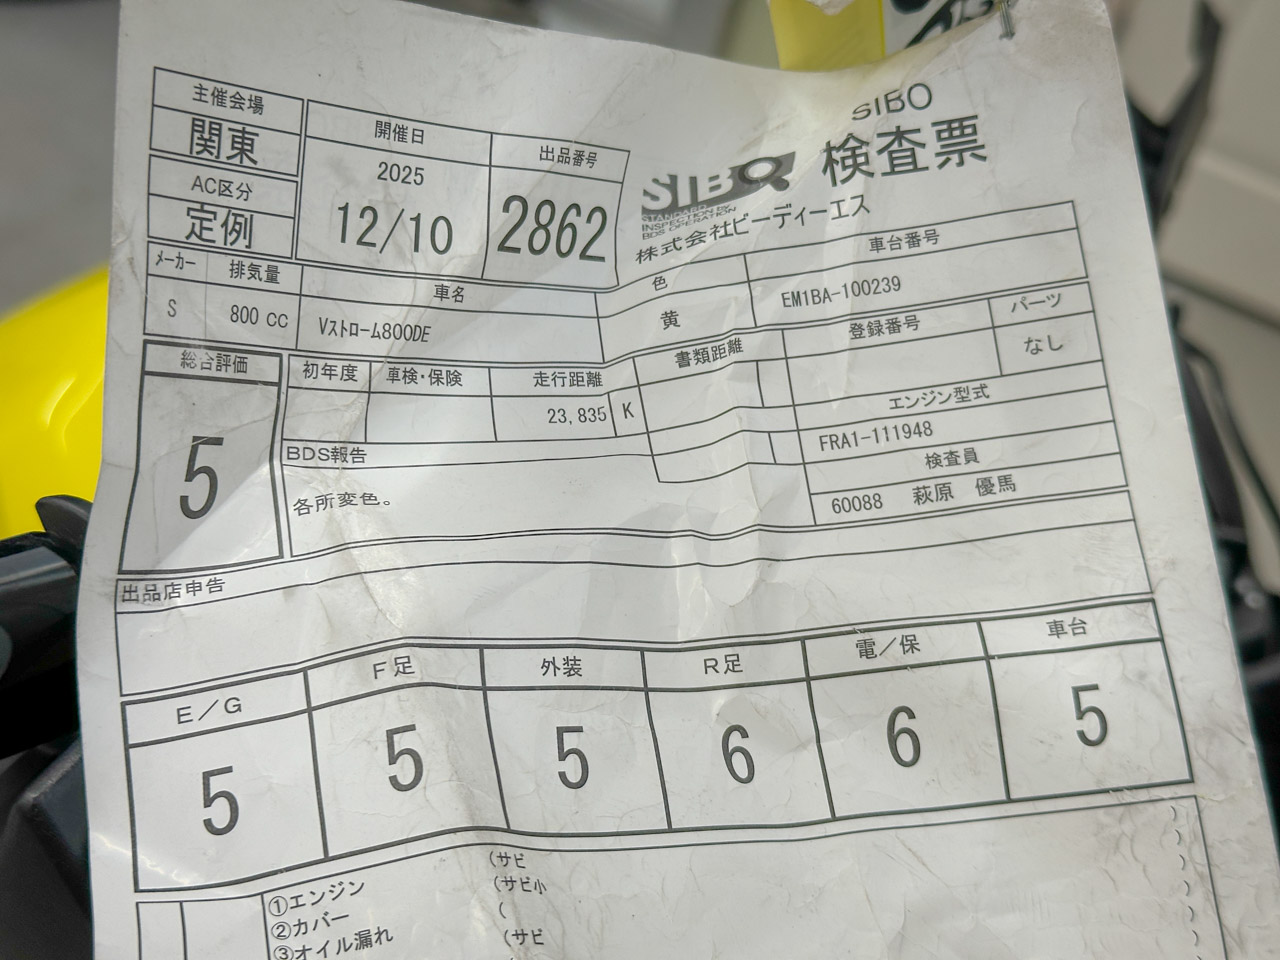 主催会場
関東
AC区分
定例
開催日
2025
12/10
出品番号
2862
SIBO
検査票
SIBO
STANDARD
INSPECTION BY
BDS OPERATION
株式会社ビーディーエス
メーカー
S
排気量
800 CC
車名
Vストローム800DE
色
黄
車台番号
EM1BA-100239
総合評価
5
初年度
車検・保険
走行距離
23,835 K
書類距離
登録番号
パーツ
なし
エンジン型式
FRA1-111948
検査員
60088 萩原 優馬
BDS報告
各所変色。
出品店申告
E/G
5
F足
5
外装
5
R足
6
電/保
6
車台
5
①エンジン (サビ )
②カバー (サビ小 )
③オイル漏れ ( )
(サビ )